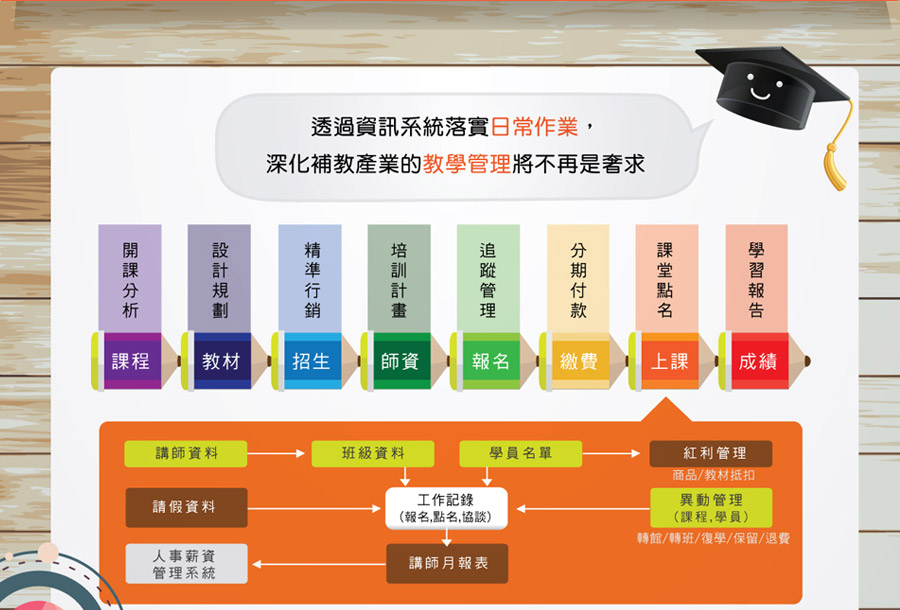 透過資訊系統落實日常作業，
深化補教產業的教學管理將不再是奢求
開課分析
設計規劃
精準行銷
培訓計畫
追蹤管理
分期付款
課堂點名
學習報告
課程
教材
招生
師資
報名
繳費
上課
成績
講師資料
班級資料
學員名單
紅利管理
商品/教材抵扣
請假資料
工作記錄
(報名,點名,協談)
異動管理
(課程,學員)
轉館/轉班/復學/保留/退費
人事薪資
管理系統
講師月報表